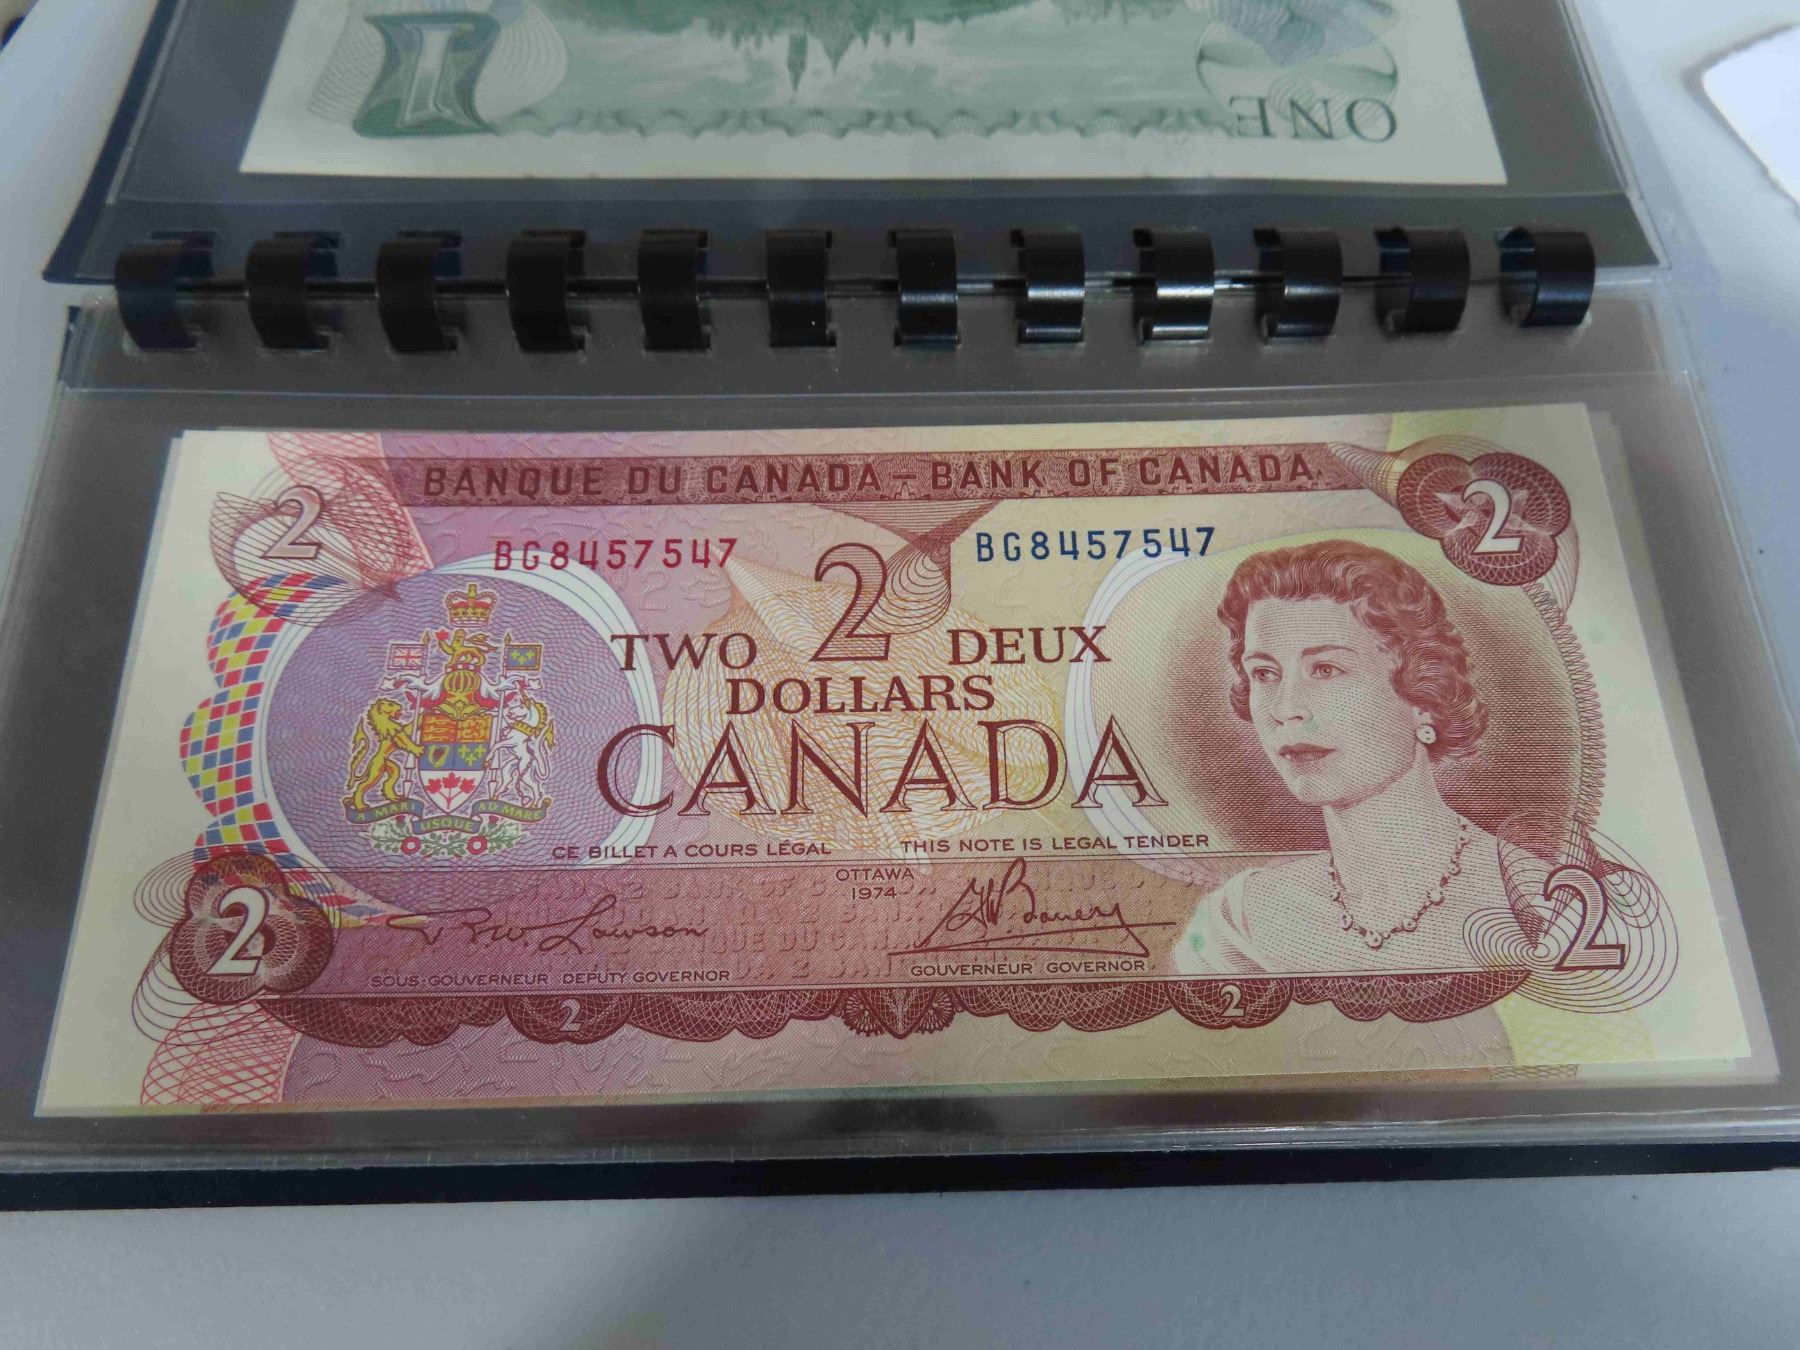 1
ONE
BANQUE DU CANADA – BANK OF CANADA
2
2
BG8457547
BG8457547
2
TWO DEUX
DOLLARS
CANADA
A MARI USQUE AD MARE
CE BILLET A COURS LÉGAL
THIS NOTE IS LEGAL TENDER
OTTAWA
1974
2
2
SOUS-GOUVERNEUR DEPUTY GOVERNOR
GOUVERNEUR GOVERNOR
2
2